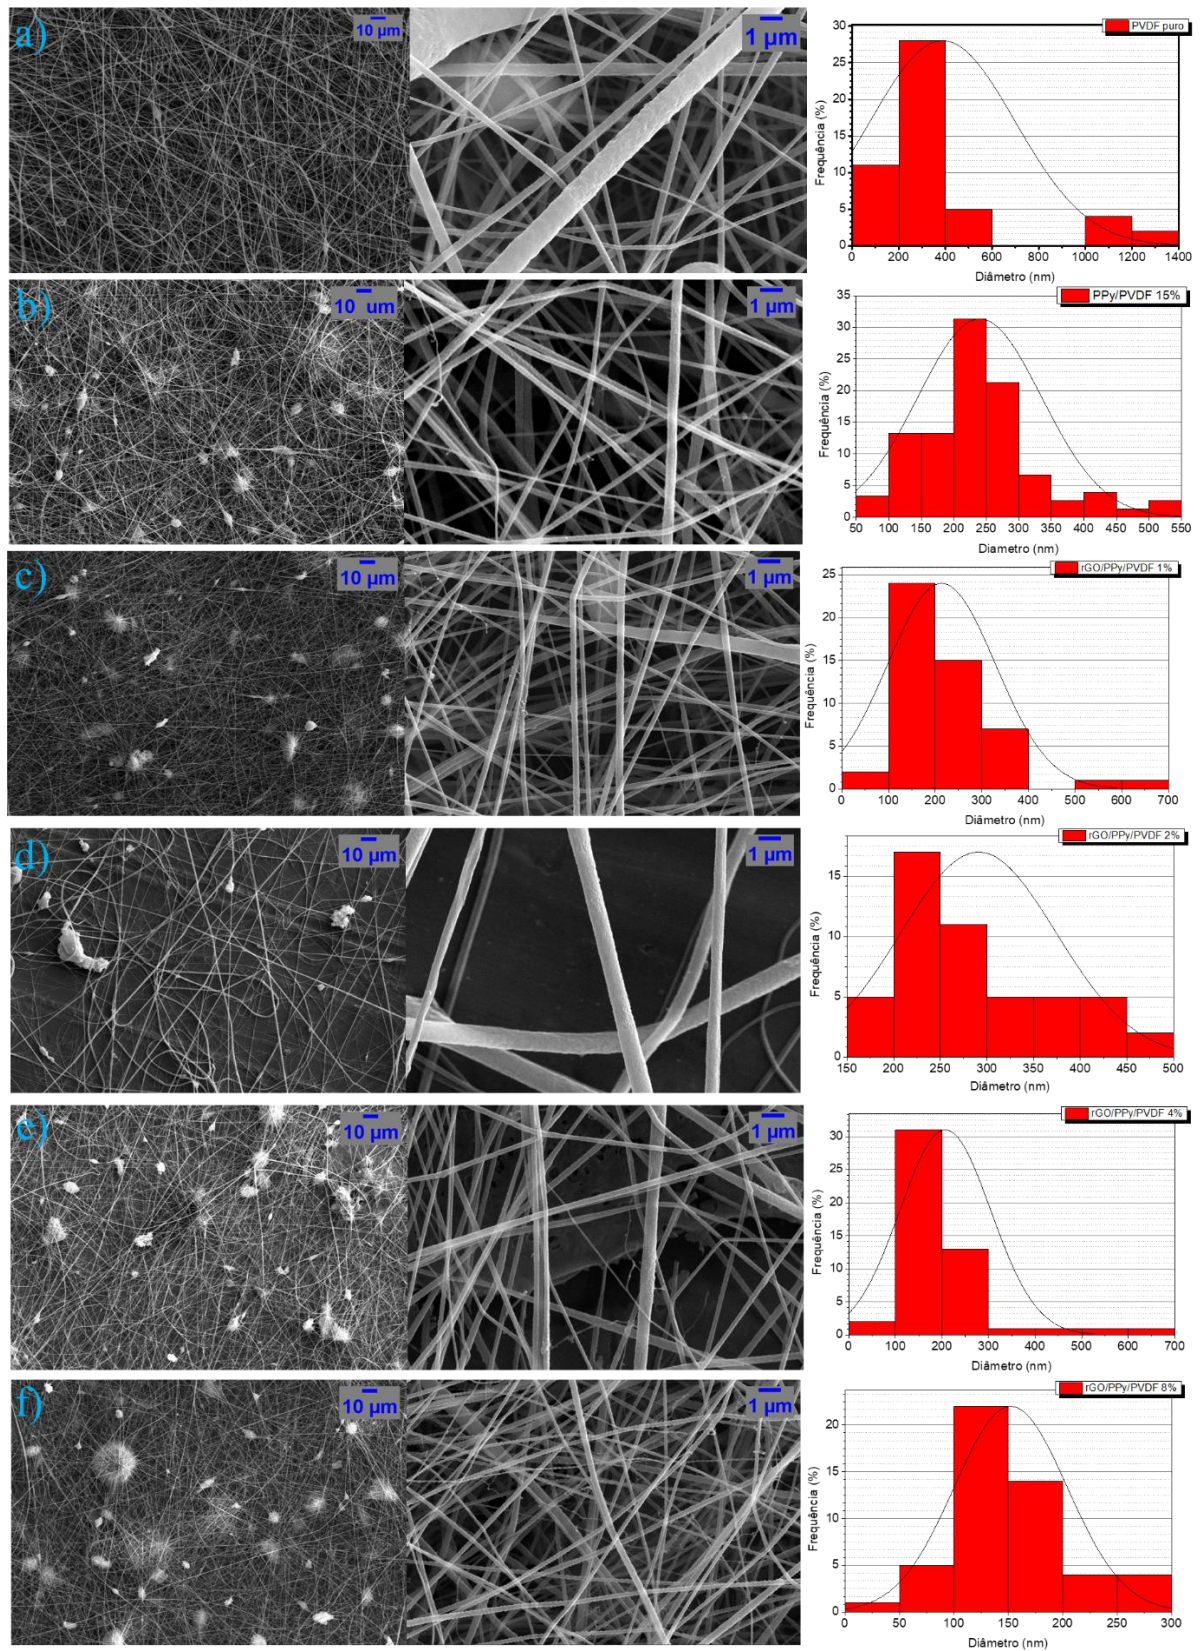 a)
10 µm
1 µm
PVDF puro
30
25
20
15
10
5
0
Frequência (%)
0 200 400 600 800 1000 1200 1400
Diâmetro (nm)
b)
10 um
1 µm
PPy/PVDF 15%
35
30
25
20
15
10
5
0
Frequência (%)
50 100 150 200 250 300 350 400 450 500 550
Diametro (nm)
c)
10 µm
1 µm
rGO/PPy/PVDF 1%
25
20
15
10
5
0
Frequência (%)
0 100 200 300 400 500 600 700
Diâmetro (nm)
d)
10 µm
1 µm
rGO/PPy/PVDF 2%
15
10
5
0
Frequência (%)
150 200 250 300 350 400 450 500
Diâmetro (nm)
e)
10 µm
1 µm
rGO/PPy/PVDF 4%
30
25
20
15
10
5
0
Frequência (%)
0 100 200 300 400 500 600 700
Diâmetro (nm)
f)
10 µm
1 µm
rGO/PPy/PVDF 8%
20
15
10
5
0
Frequência (%)
0 50 100 150 200 250 300
Diâmetro (nm)